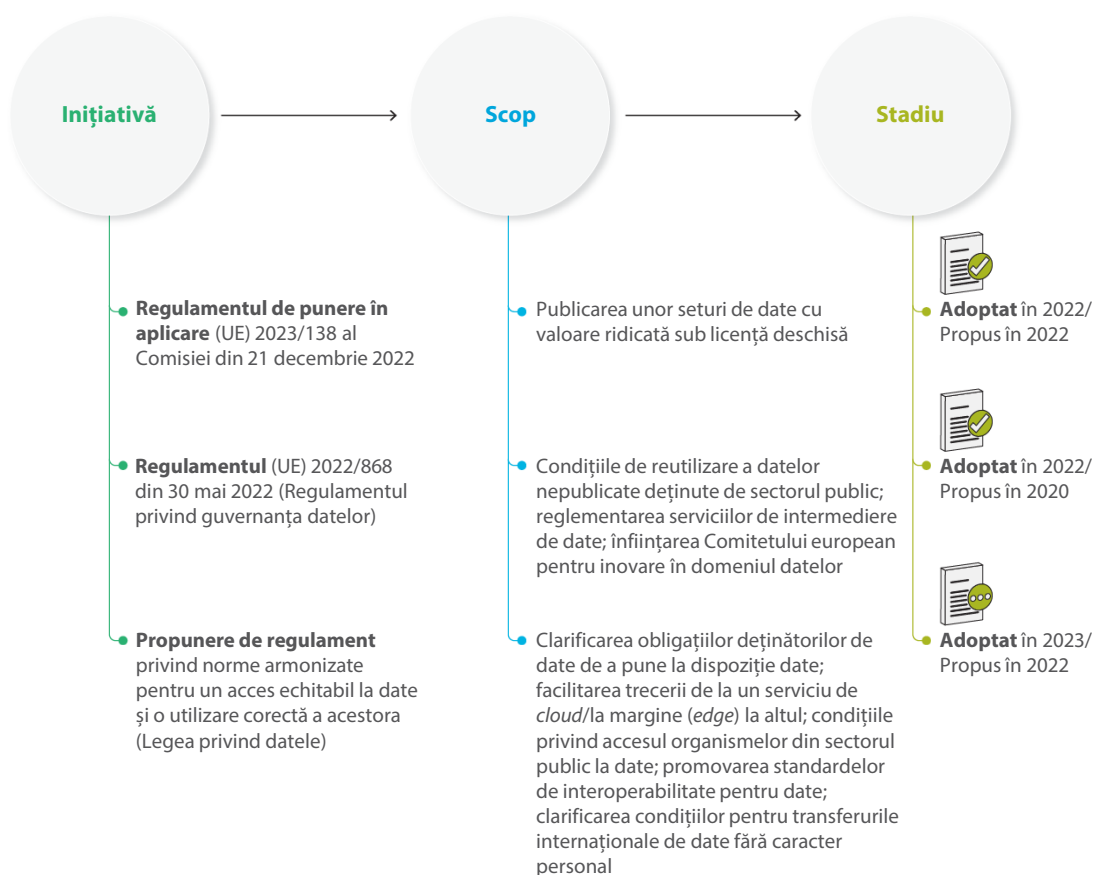 Inițiativă
Scop
Stadiu
Regulamentul de punere în
aplicare (UE) 2023/138 al
Comisiei din 21 decembrie 2022
Publicarea unor seturi de date cu
valoare ridicată sub licență deschisă
Adoptat în 2022/
Propus în 2022
Regulamentul (UE) 2022/868
din 30 mai 2022 (Regulamentul
privind guvernanța datelor)
Condițiile de reutilizare a datelor
nepublicate deținute de sectorul public;
reglementarea serviciilor de intermediere
de date; înființarea Comitetului european
pentru inovare în domeniul datelor
Adoptat în 2022/
Propus în 2020
Propunere de regulament
privind norme armonizate
pentru un acces echitabil la date
și o utilizare corectă a acestora
(Legea privind datele)
Clarificarea obligațiilor deținătorilor de
date de a pune la dispoziție date;
facilitarea trecerii de la un serviciu de
cloud/la margine (edge) la altul; condițiile
privind accesul organismelor din sectorul
public la date; promovarea standardelor
de interoperabilitate pentru date;
clarificarea condițiilor pentru transferurile
internaționale de date fără caracter
personal
Adoptat în 2023/
Propus în 2022